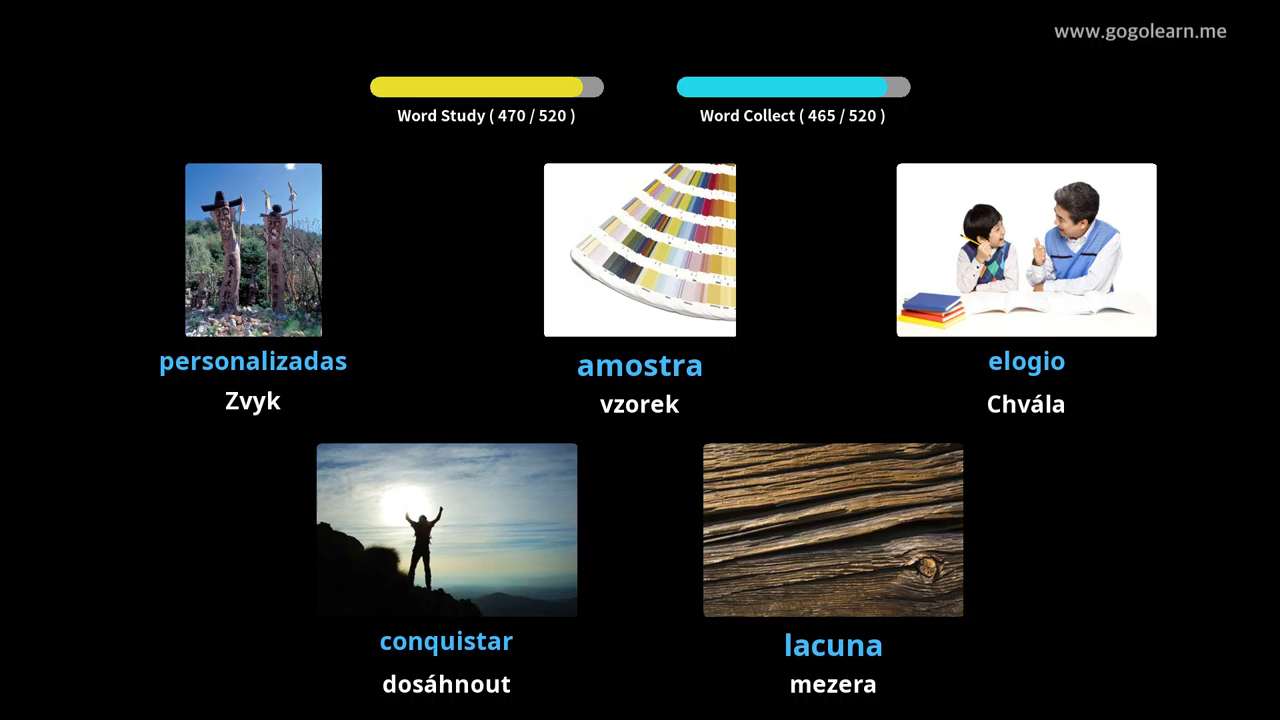 www.gogolearn.me
Word Study ( 470 / 520 )
Word Collect ( 465 / 520 )
personalizadas
Zvyk
amostra
vzorek
elogio
Chvála
conquistar
dosáhnout
lacuna
mezera